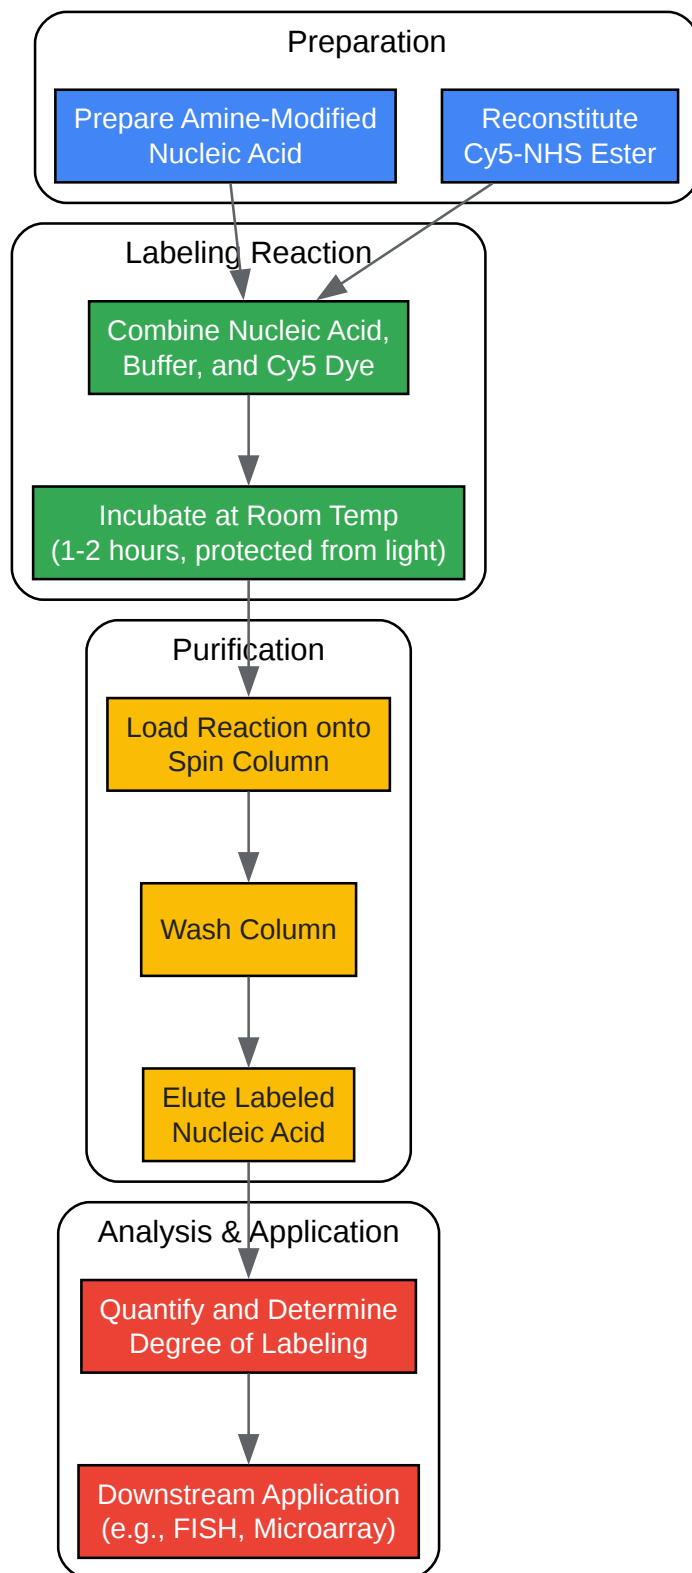 Preparation
Prepare Amine-Modified
Nucleic Acid
Reconstitute
Cy5-NHS Ester
Labeling Reaction
Combine Nucleic Acid,
Buffer, and Cy5 Dye
Incubate at Room Temp
(1-2 hours, protected from light)
Purification
Load Reaction onto
Spin Column
Wash Column
Elute Labeled
Nucleic Acid
Analysis & Application
Quantify and Determine
Degree of Labeling
Downstream Application
(e.g., FISH, Microarray)